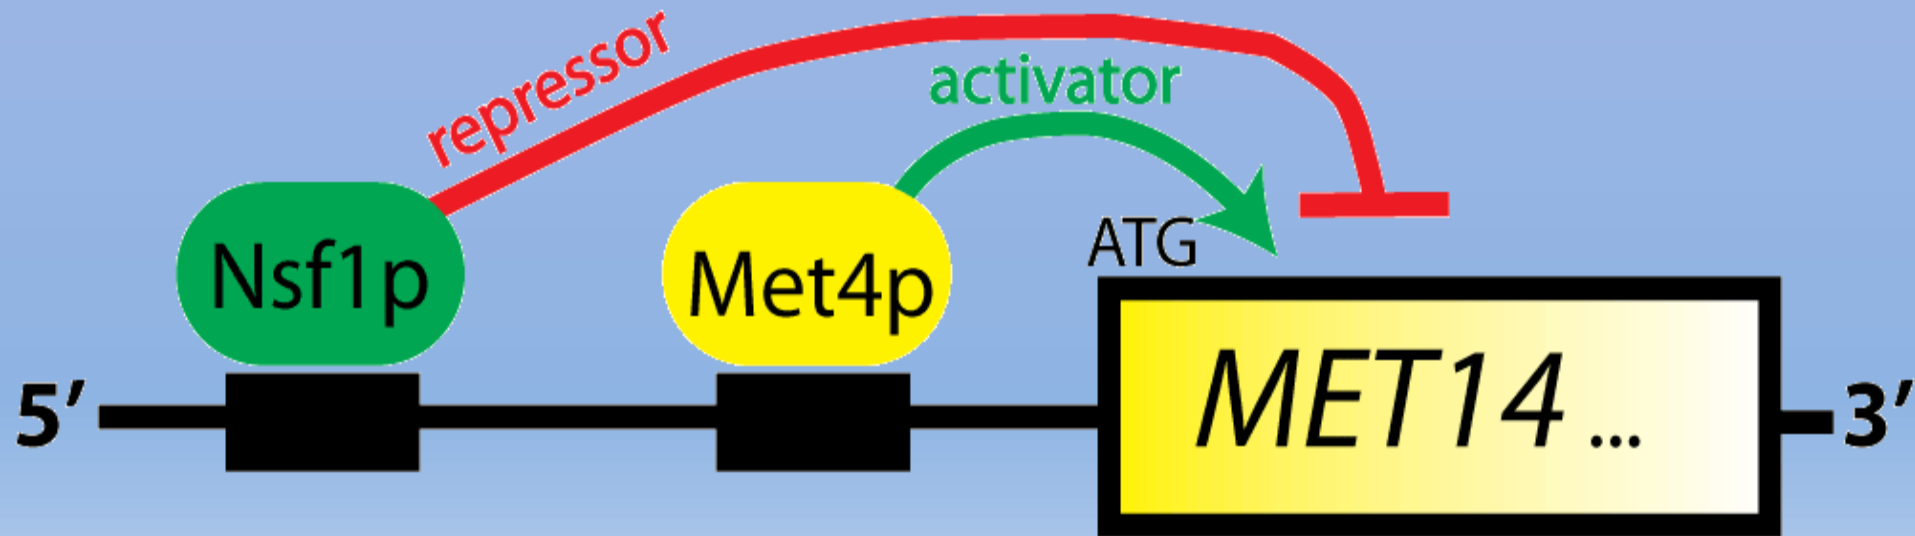 repressor
activator
ATG
Nsf1p
Met4p
5′
MET14 ...
3′